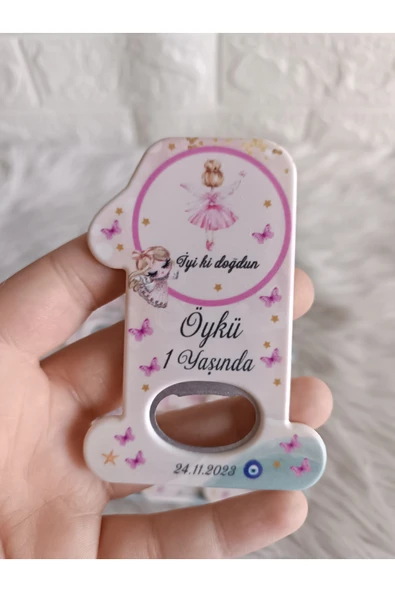 İyi ki doğdun
Öykü
1 Yaşında
24.11.2023